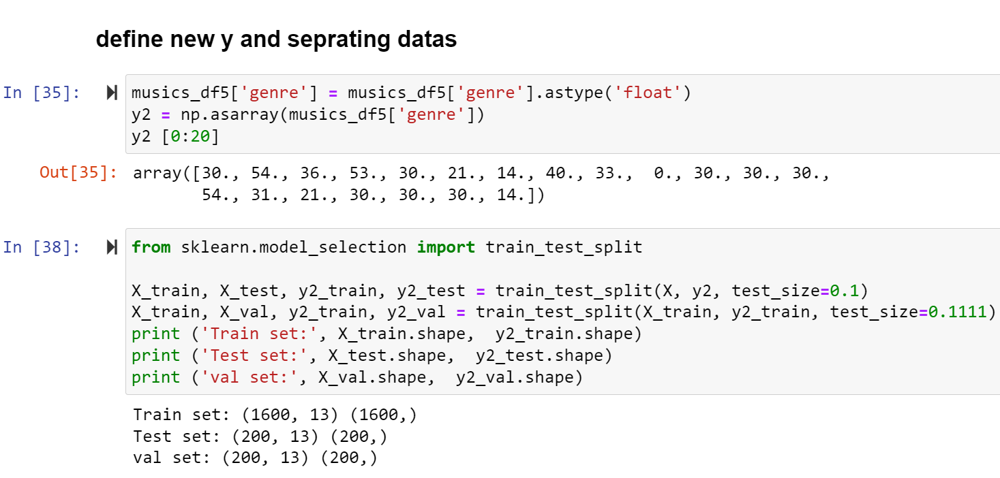 define new y and seprating datas
In [35]: musics_df5['genre'] = musics_df5['genre'].astype('float')
y2 = np.asarray(musics_df5['genre'])
y2 [0:20]
Out[35]: array([30., 54., 36., 53., 30., 21., 14., 40., 33.,  0., 30., 30., 30.,
       54., 31., 21., 30., 30., 30., 14.])
In [38]: from sklearn.model_selection import train_test_split
X_train, X_test, y2_train, y2_test = train_test_split(X, y2, test_size=0.1)
X_train, X_val, y2_train, y2_val = train_test_split(X_train, y2_train, test_size=0.1111)
print ('Train set:', X_train.shape,  y2_train.shape)
print ('Test set:', X_test.shape,  y2_test.shape)
print ('val set:', X_val.shape,  y2_val.shape)
Train set: (1600, 13) (1600,)
Test set: (200, 13) (200,)
val set: (200, 13) (200,)